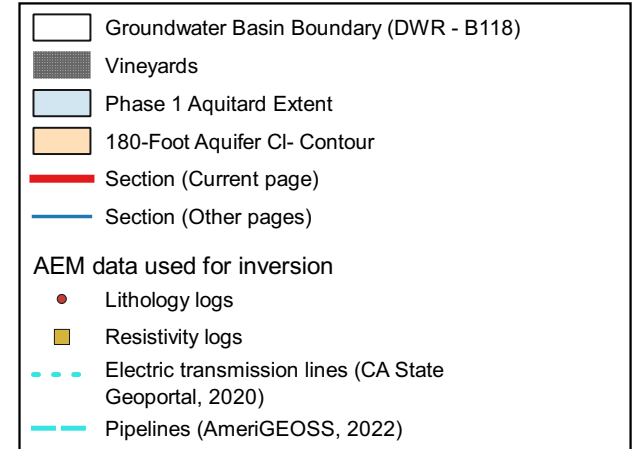 Groundwater Basin Boundary (DWR - B118)
Vineyards
Phase 1 Aquitard Extent
180-Foot Aquifer Cl- Contour
Section (Current page)
Section (Other pages)
AEM data used for inversion
Lithology logs
Resistivity logs
Electric transmission lines (CA State
Geoportal, 2020)
Pipelines (AmeriGEOSS, 2022)